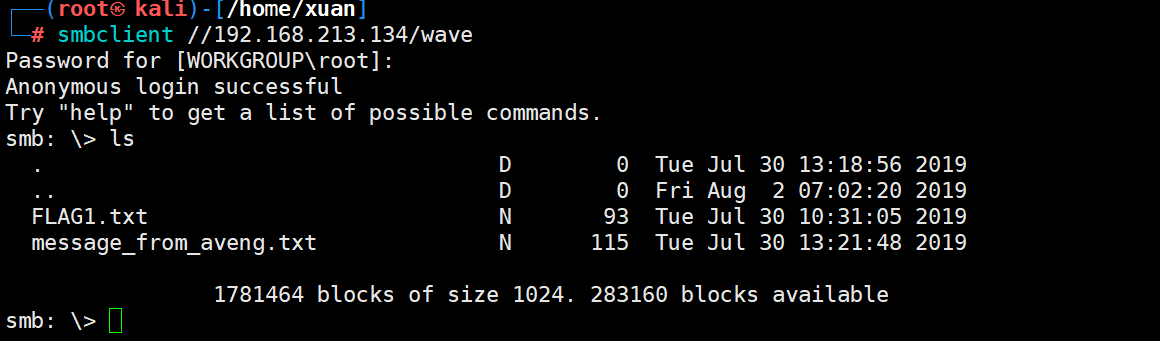 ┌──(root㉿kali)-[/home/xuan]
└─# smbclient //192.168.213.134/wave
Password for [WORKGROUP\root]:
Anonymous login successful
Try "help" to get a list of possible commands.
smb: \> ls
  .                                   D        0  Tue Jul 30 13:18:56 2019
  ..                                  D        0  Fri Aug  2 07:02:20 2019
  FLAG1.txt                           N       93  Tue Jul 30 10:31:05 2019
  message_from_aveng.txt              N      115  Tue Jul 30 13:21:48 2019
                1781464 blocks of size 1024. 283160 blocks available
smb: \>